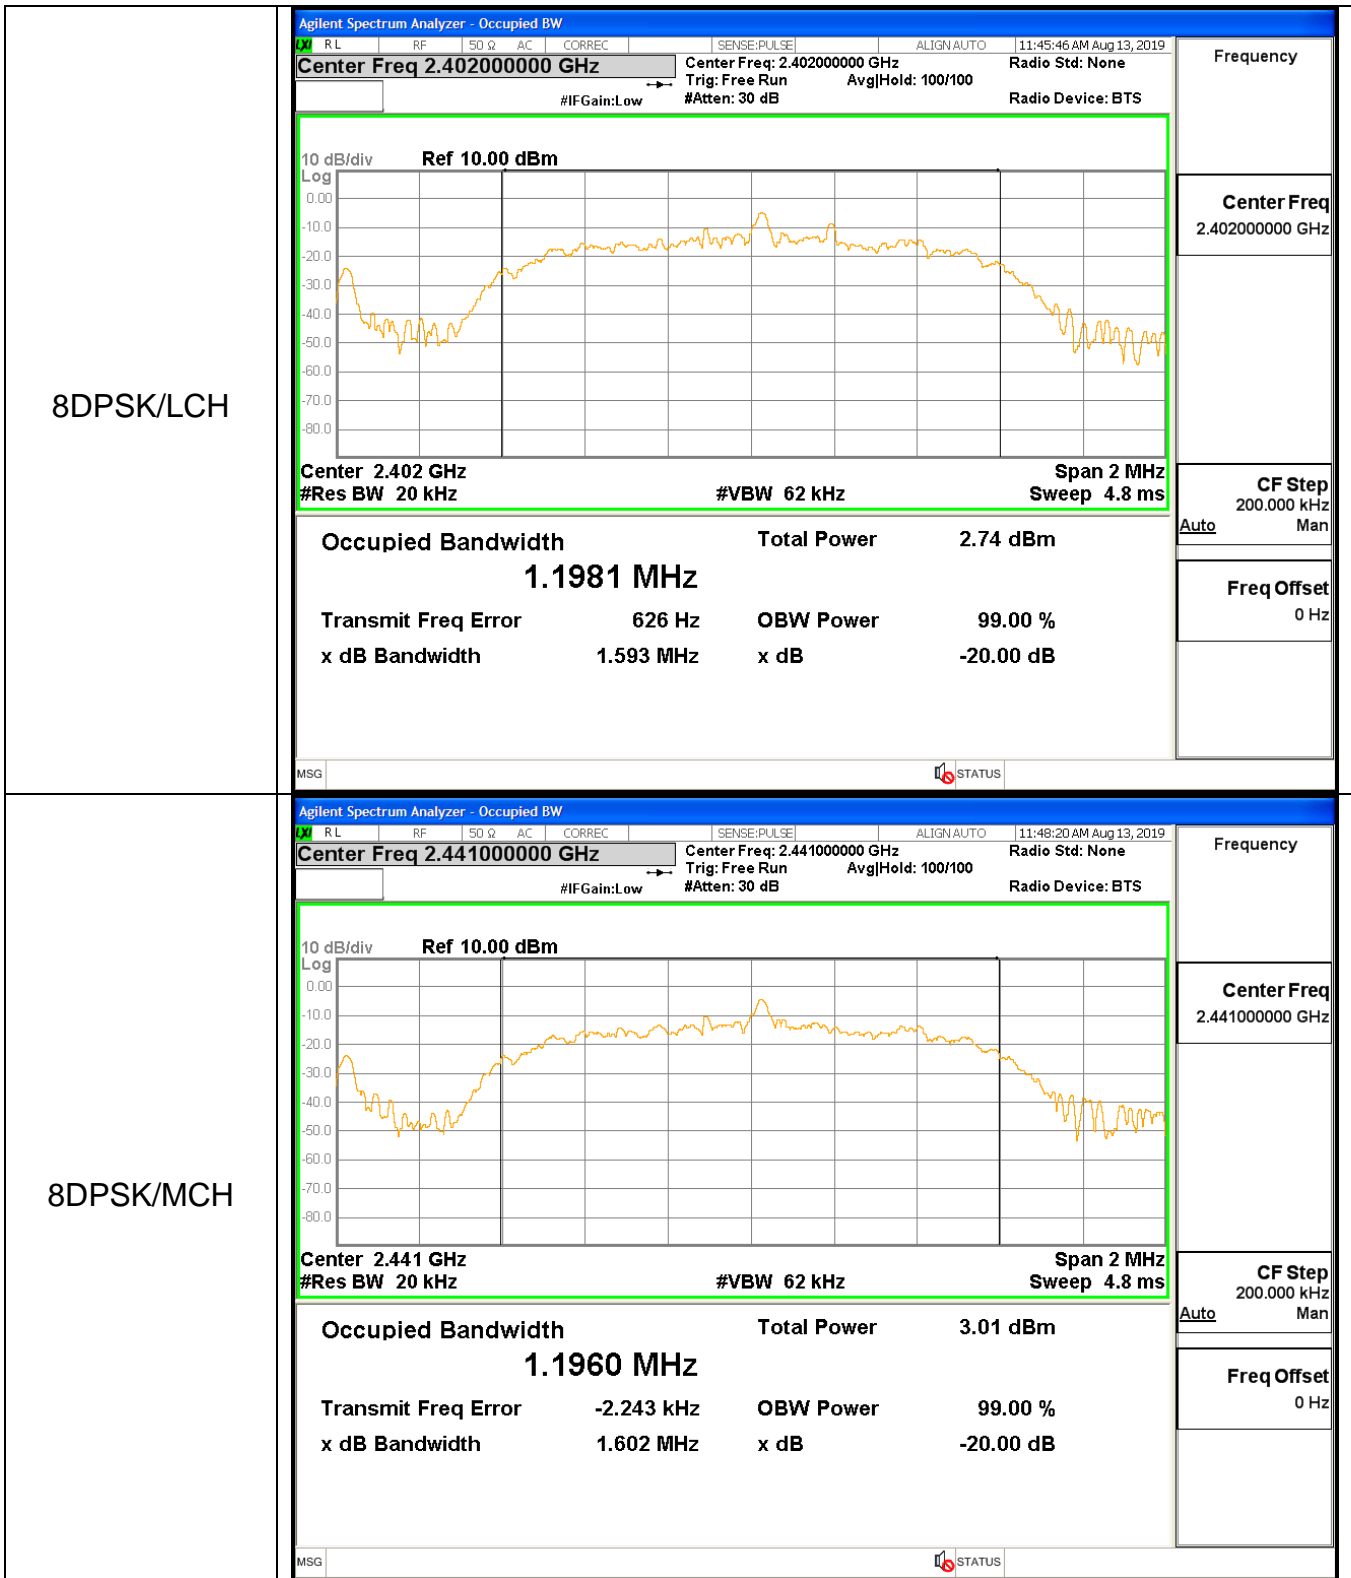 8DPSK/LCH
Agilent Spectrum Analyzer - Occupied BW
LXI RL RF 50 Ω AC CORREC SENSE:PULSE ALIGN AUTO 11:45:46 AM Aug 13, 2019
Center Freq 2.402000000 GHz
Center Freq: 2.402000000 GHz
Radio Std: None
Trig: Free Run Avg|Hold: 100/100
#IFGain:Low #Atten: 30 dB Radio Device: BTS
10 dB/div Ref 10.00 dBm
Log
0.00
-10.0
-20.0
-30.0
-40.0
-50.0
-60.0
-70.0
-80.0
Center 2.402 GHz Span 2 MHz
#Res BW 20 kHz #VBW 62 kHz Sweep 4.8 ms
Occupied Bandwidth Total Power 2.74 dBm
1.1981 MHz
Transmit Freq Error 626 Hz OBW Power 99.00 %
x dB Bandwidth 1.593 MHz x dB -20.00 dB
MSG STATUS
Frequency
Center Freq
2.402000000 GHz
CF Step
200.000 kHz
Auto Man
Freq Offset
0 Hz
8DPSK/MCH
Agilent Spectrum Analyzer - Occupied BW
LXI RL RF 50 Ω AC CORREC SENSE:PULSE ALIGN AUTO 11:48:20 AM Aug 13, 2019
Center Freq 2.441000000 GHz
Center Freq: 2.441000000 GHz
Radio Std: None
Trig: Free Run Avg|Hold: 100/100
#IFGain:Low #Atten: 30 dB Radio Device: BTS
10 dB/div Ref 10.00 dBm
Log
0.00
-10.0
-20.0
-30.0
-40.0
-50.0
-60.0
-70.0
-80.0
Center 2.441 GHz Span 2 MHz
#Res BW 20 kHz #VBW 62 kHz Sweep 4.8 ms
Occupied Bandwidth Total Power 3.01 dBm
1.1960 MHz
Transmit Freq Error -2.243 kHz OBW Power 99.00 %
x dB Bandwidth 1.602 MHz x dB -20.00 dB
MSG STATUS
Frequency
Center Freq
2.441000000 GHz
CF Step
200.000 kHz
Auto Man
Freq Offset
0 Hz